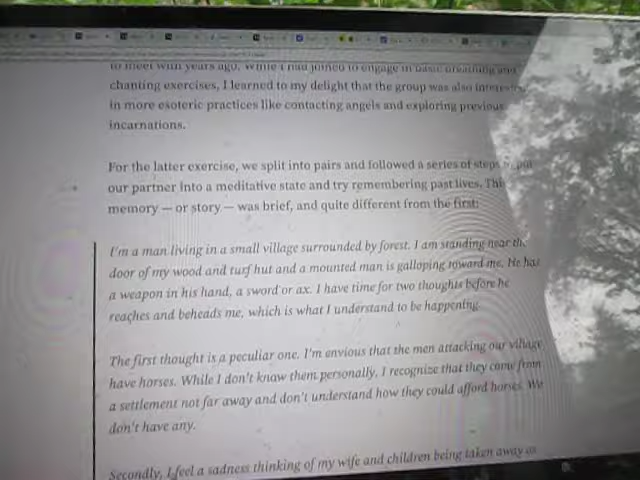 to meet with years ago. While I had joined to engage in basic breathing and
chanting exercises, I learned to my delight that the group was also
in more esoteric practices like contacting angels and exploring previous
incarnations.
For the latter exercise, we split into pairs and followed a series of steps to put
our partner into a meditative state and try remembering past lives. This
memory — or story — was brief, and quite different from the first:
I'm a man living in a small village surrounded by forest. I am standing near the
door of my wood and turf hut and a mounted man is galloping toward me. He has
a weapon in his hand, a sword or ax. I have time for two thoughts before he
reaches and beheads me, which is what I understand to be happening.
The first thought is a peculiar one. I'm envious that the men attacking our village
have horses. While I don't know them personally, I recognize that they come from
a settlement not far away and don't understand how they could afford horses. We
don't have any.
Secondly, I feel a sadness thinking of my wife and children being taken away as